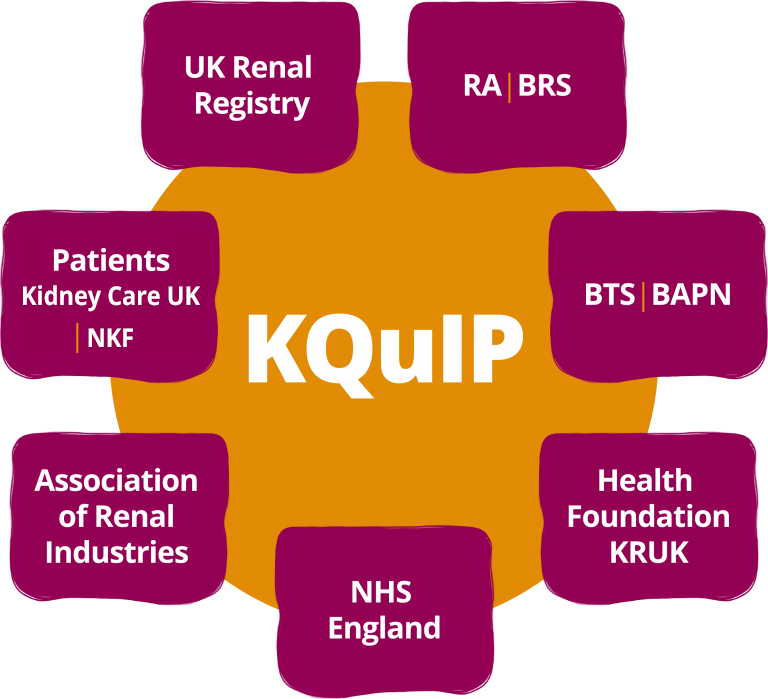 UK Renal
Registry
RA|BRS
Patients
Kidney Care UK
|NKF
KQuIP
BTS|BAPN
Association
of Renal
Industries
Health
Foundation
KRUK
NHS
England